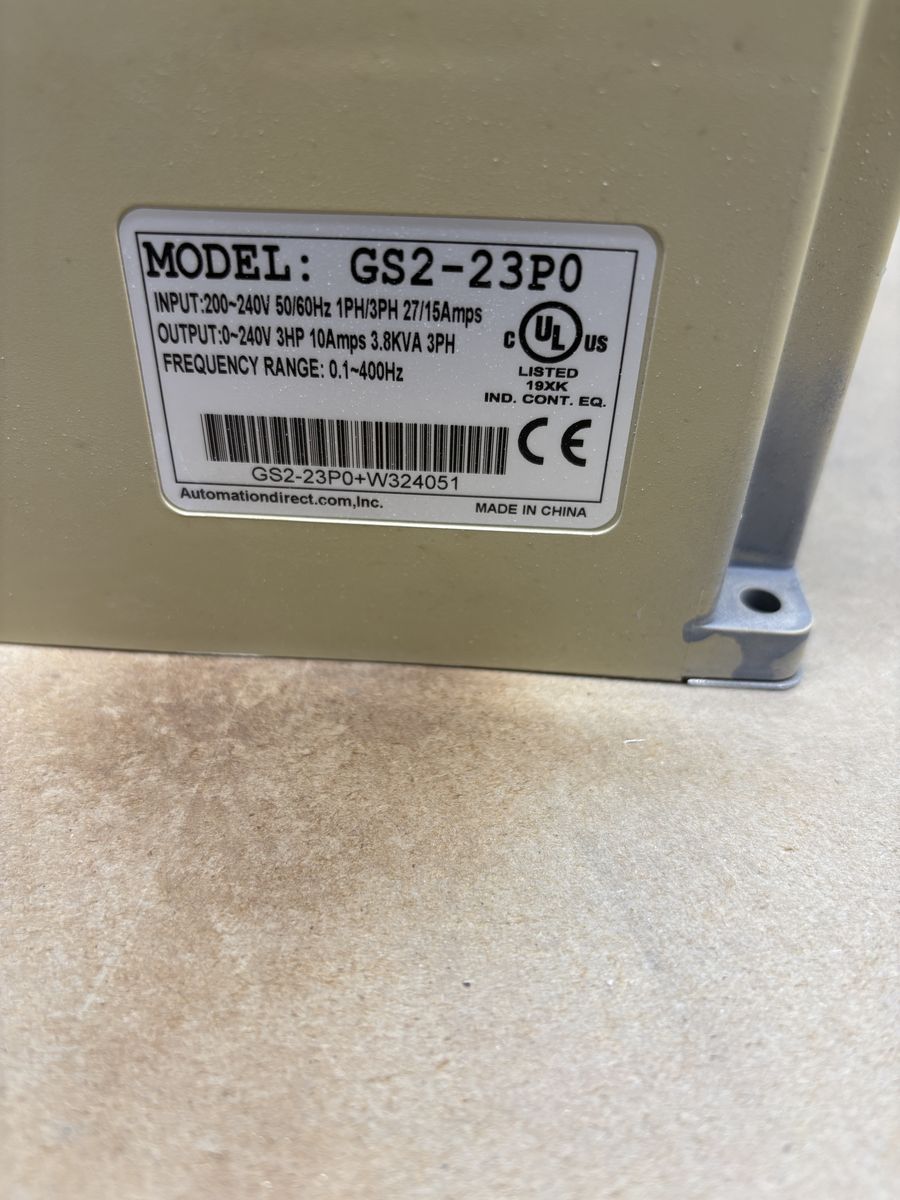 MODEL: GS2-23P0
INPUT:200~240V 50/60Hz 1PH/3PH 27/15Amps
OUTPUT:0~240V 3HP 10Amps 3.8KVA 3PH
FREQUENCY RANGE: 0.1~400Hz
C UL US
LISTED
19XK
IND. CONT. EQ.
CE
GS2-23P0+W324051
Automationdirect.com,Inc.
MADE IN CHINA